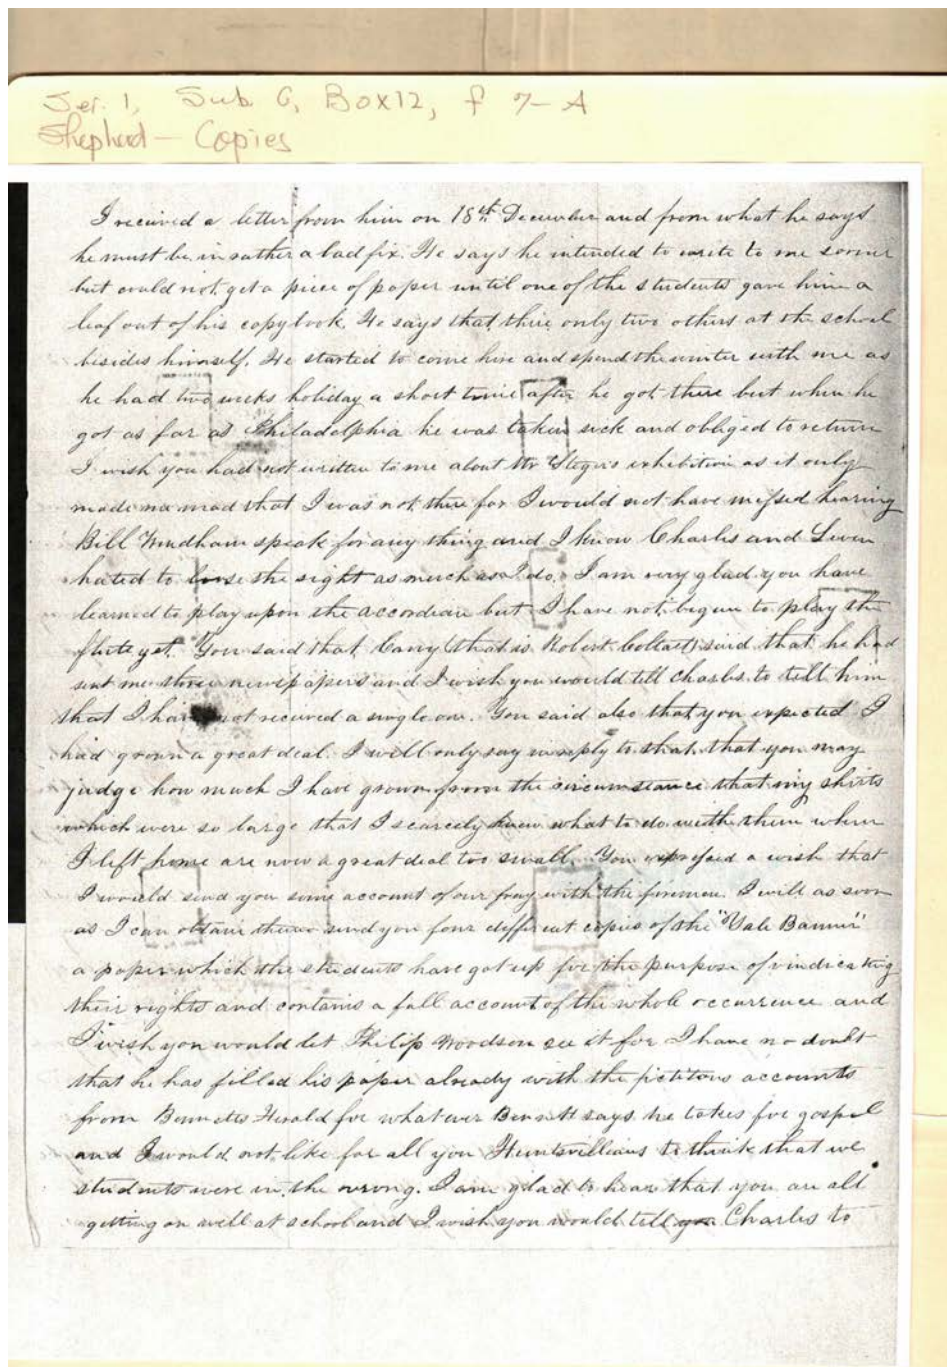 Ser. 1, Sub 6, Box 12, f 7-A
Shepherd - Copies
I received a letter from him on 18th December and from what he says
he must be in rather a bad fix. He says he intended to write to me sooner
but could not get a piece of paper until one of the students gave him a
leaf out of his copybook. He says that their only two others at the school
besides himself. He started to come here and spend the winter with me as
he had two weeks holiday a short time after he got there but when he
got as far as Philadelphia he was taken sick and obliged to return
I wish you had not written to me about Mr Steger's exhibition as it only
made me mad that I was not there for I would not have missed hearing
Bill Windham speak for any thing and I know Charles and Leven
hated to loose the sight as much as I do. I am very glad you have
learned to play upon the accordean but I have not begun to play the
flute yet. You said that Carry (that is Robert ) said that he had
sent me three newspapers and I wish you would tell Charles to tell him
that I have not received a single one. You said also that you expected I
had grown a great deal. I will only say in reply to that, that you may
judge how much I have grown from the circumstance that my shirts
which were so large that I scarcely knew what to do with them when
I left home are now a great deal too small. You expressed a wish that
I would send you some account of our fray with the firemen. I will as soon
as I can obtain them send you four different copies of the "Yale Banner"
a paper which the students have got up for the purpose of vindicating
their rights and contains a full account of the whole occurrence and
I wish you would let Philip Woodson see it for I have no doubt
that he has filled his paper already with the fictitous accounts
from Bennetts Herald for whatever Bennett says he takes for gospel
and I would not like for all you Huntsvillians to think that we
students were in the wrong. I am glad to hear that you are all
getting on well at school and I wish you would tell Charles to